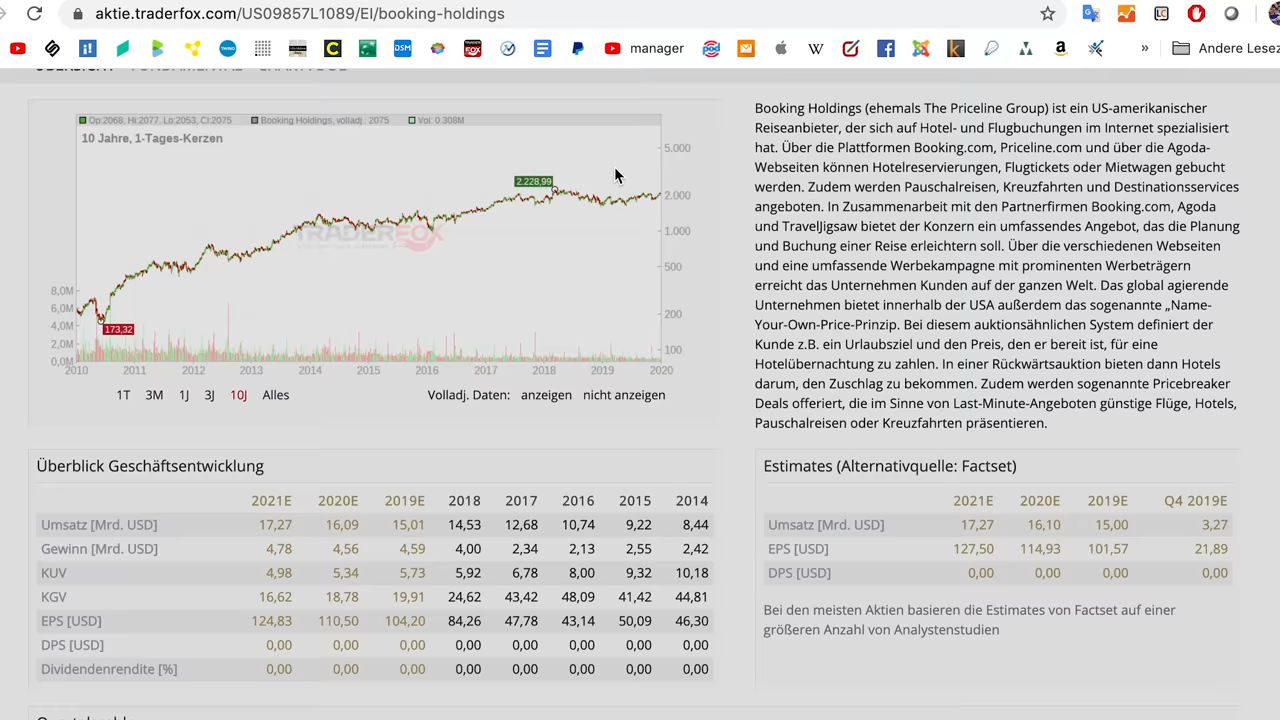 aktie.traderfox.com/US09857L1089/EI/booking-holdings
manager
Andere Lesez
Op:2068, Hi:2077, Lo:2053, Cl:2075 Booking Holdings, volladj.: 2075 Vol: 0.308M
10 Jahre, 1-Tages-Kerzen
5.000
2.228,99
2.000
1.000
TRADERFOX
500
8,0M
6,0M
200
4,0M
173,32
2,0M
100
0,0M
2010 2011 2012 2013 2014 2015 2016 2017 2018 2019 2020
1T 3M 1J 3J 10J Alles Volladj. Daten: anzeigen nicht anzeigen
Booking Holdings (ehemals The Priceline Group) ist ein US-amerikanischer
Reiseanbieter, der sich auf Hotel- und Flugbuchungen im Internet spezialisiert
hat. Über die Plattformen Booking.com, Priceline.com und über die Agoda-
Webseiten können Hotelreservierungen, Flugtickets oder Mietwagen gebucht
werden. Zudem werden Pauschalreisen, Kreuzfahrten und Destinationsservices
angeboten. In Zusammenarbeit mit den Partnerfirmen Booking.com, Agoda
und TravelJigsaw bietet der Konzern ein umfassendes Angebot, das die Planung
und Buchung einer Reise erleichtern soll. Über die verschiedenen Webseiten
und eine umfassende Werbekampagne mit prominenten Werbeträgern
erreicht das Unternehmen Kunden auf der ganzen Welt. Das global agierende
Unternehmen bietet innerhalb der USA außerdem das sogenannte „Name-
Your-Own-Price-Prinzip. Bei diesem auktionsähnlichen System definiert der
Kunde z.B. ein Urlaubsziel und den Preis, den er bereit ist, für eine
Hotelübernachtung zu zahlen. In einer Rückwärtsauktion bieten dann Hotels
darum, den Zuschlag zu bekommen. Zudem werden sogenannte Pricebreaker
Deals offeriert, die im Sinne von Last-Minute-Angeboten günstige Flüge, Hotels,
Pauschalreisen oder Kreuzfahrten präsentieren.
Überblick Geschäftsentwicklung
2021E 2020E 2019E 2018 2017 2016 2015 2014
Umsatz [Mrd. USD] 17,27 16,09 15,01 14,53 12,68 10,74 9,22 8,44
Gewinn [Mrd. USD] 4,78 4,56 4,59 4,00 2,34 2,13 2,55 2,42
KUV 4,98 5,34 5,73 5,92 6,78 8,00 9,32 10,18
KGV 16,62 18,78 19,91 24,62 43,42 48,09 41,42 44,81
EPS [USD] 124,83 110,50 104,20 84,26 47,78 43,14 50,09 46,30
DPS [USD] 0,00 0,00 0,00 0,00 0,00 0,00 0,00 0,00
Dividendenrendite [%] 0,00 0,00 0,00 0,00 0,00 0,00 0,00 0,00
Estimates (Alternativquelle: Factset)
2021E 2020E 2019E Q4 2019E
Umsatz [Mrd. USD] 17,27 16,10 15,00 3,27
EPS [USD] 127,50 114,93 101,57 21,89
DPS [USD] 0,00 0,00 0,00 0,00
Bei den meisten Aktien basieren die Estimates von Factset auf einer
größeren Anzahl von Analystenstudien